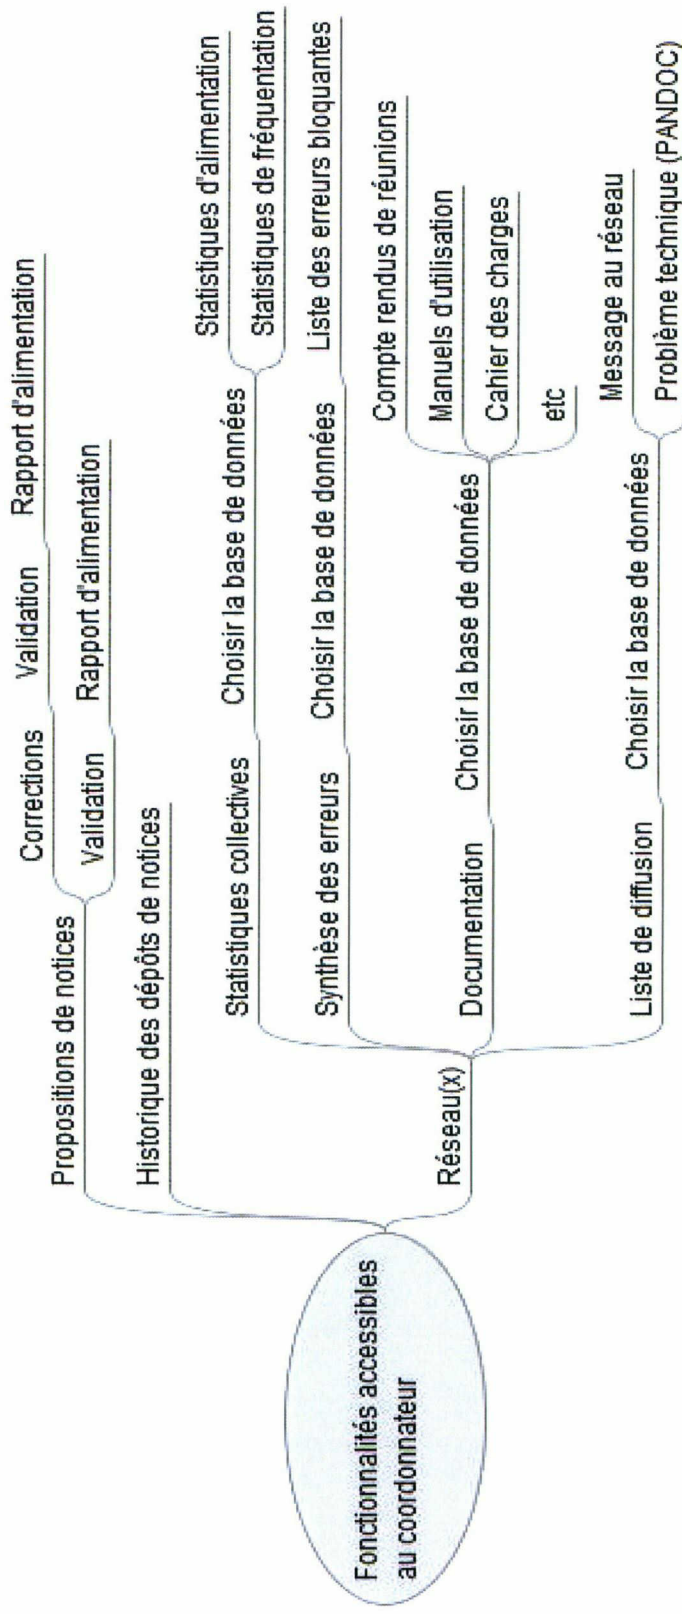 Fonctionnalités accessibles
au coordonnateur
Propositions de notices
Corrections
Validation
Rapport d'alimentation
Validation
Rapport d'alimentation
Historique des dépôts de notices
Réseau(x)
Statistiques collectives
Choisir la base de données
Statistiques d'alimentation
Statistiques de fréquentation
Synthèse des erreurs
Choisir la base de données
Liste des erreurs bloquantes
Documentation
Choisir la base de données
Compte rendus de réunions
Manuels d'utilisation
Cahier des charges
etc
Liste de diffusion
Choisir la base de données
Message au réseau
Problème technique (PANDOC)